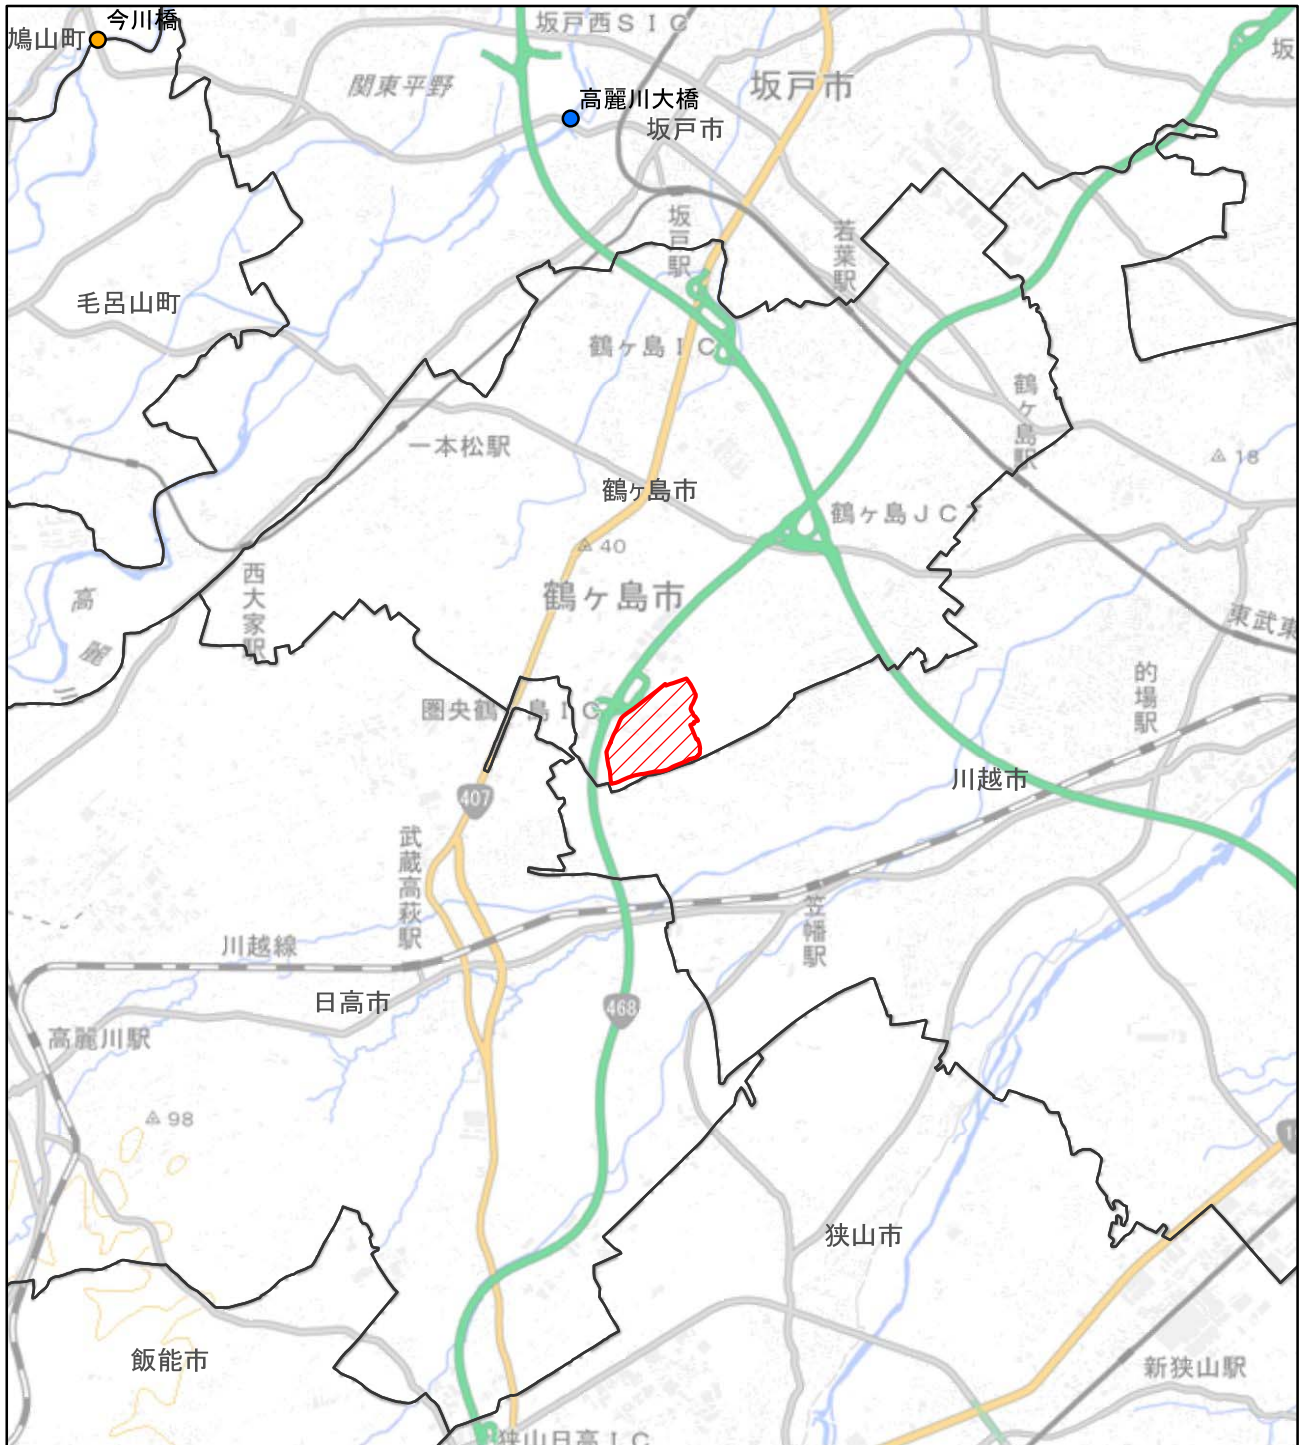 今川橋
鳩山町
坂戸西SIC
坂
関東平野
坂戸市
高麗川大橋
坂戸市
坂戸駅
若葉駅
毛呂山町
鶴ヶ島IC
鶴ヶ島駅
一本松駅
18
鶴ヶ島市
鶴ヶ島JCT
40
西大家駅
高麗川
鶴ヶ島市
東武東
的場駅
圏央鶴ヶ島IC
川越市
407
武蔵高萩駅
笠幡駅
川越線
日高市
468
高麗川駅
98
狭山市
飯能市
新狭山駅
狭山日高IC